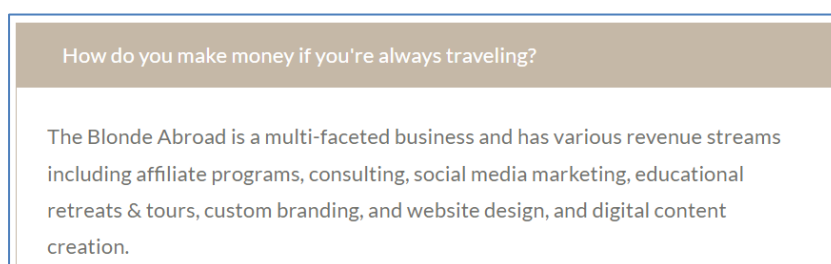 How do you make money if you're always traveling?
The Blonde Abroad is a multi-faceted business and has various revenue streams
including affiliate programs, consulting, social media marketing, educational
retreats & tours, custom branding, and website design, and digital content
creation.